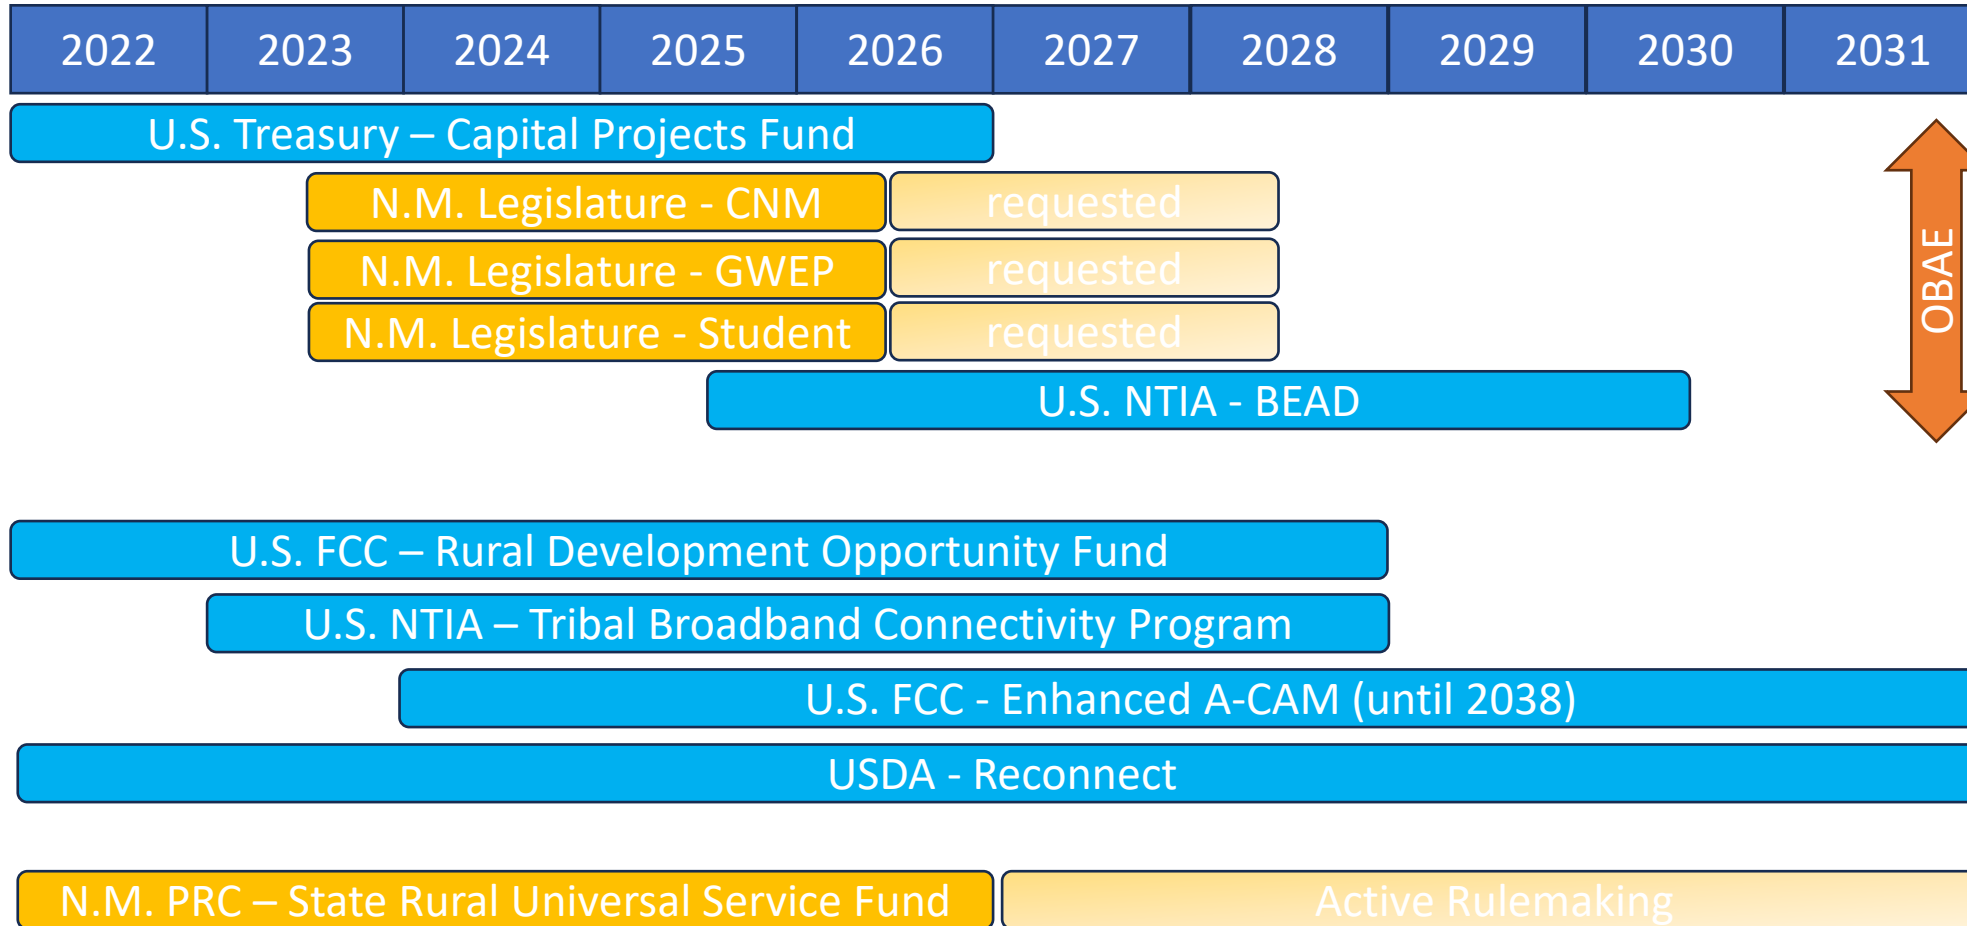 2022 2023 2024 2025 2026 2027 2028 2029 2030 2031
U.S. Treasury – Capital Projects Fund
N.M. Legislature - CNM requested
N.M. Legislature - GWEP requested
N.M. Legislature - Student requested
OBAE
U.S. NTIA - BEAD
U.S. FCC – Rural Development Opportunity Fund
U.S. NTIA – Tribal Broadband Connectivity Program
U.S. FCC - Enhanced A-CAM (until 2038)
USDA - Reconnect
N.M. PRC – State Rural Universal Service Fund Active Rulemaking